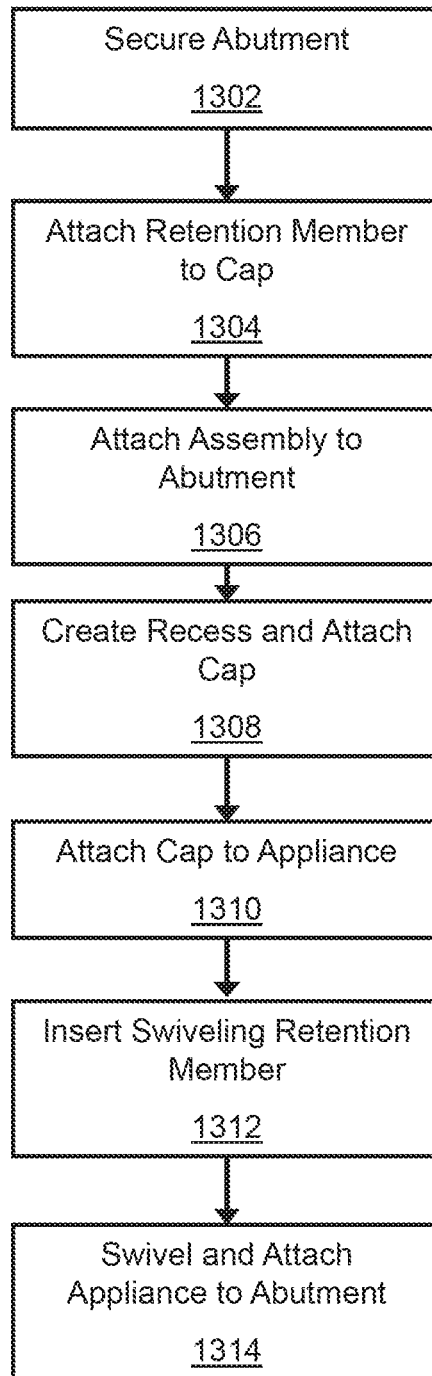 Secure Abutment
1302
Attach Retention Member
to Cap
1304
Attach Assembly to
Abutment
1306
Create Recess and Attach
Cap
1308
Attach Cap to Appliance
1310
Insert Swiveling Retention
Member
1312
Swivel and Attach
Appliance to Abutment
1314